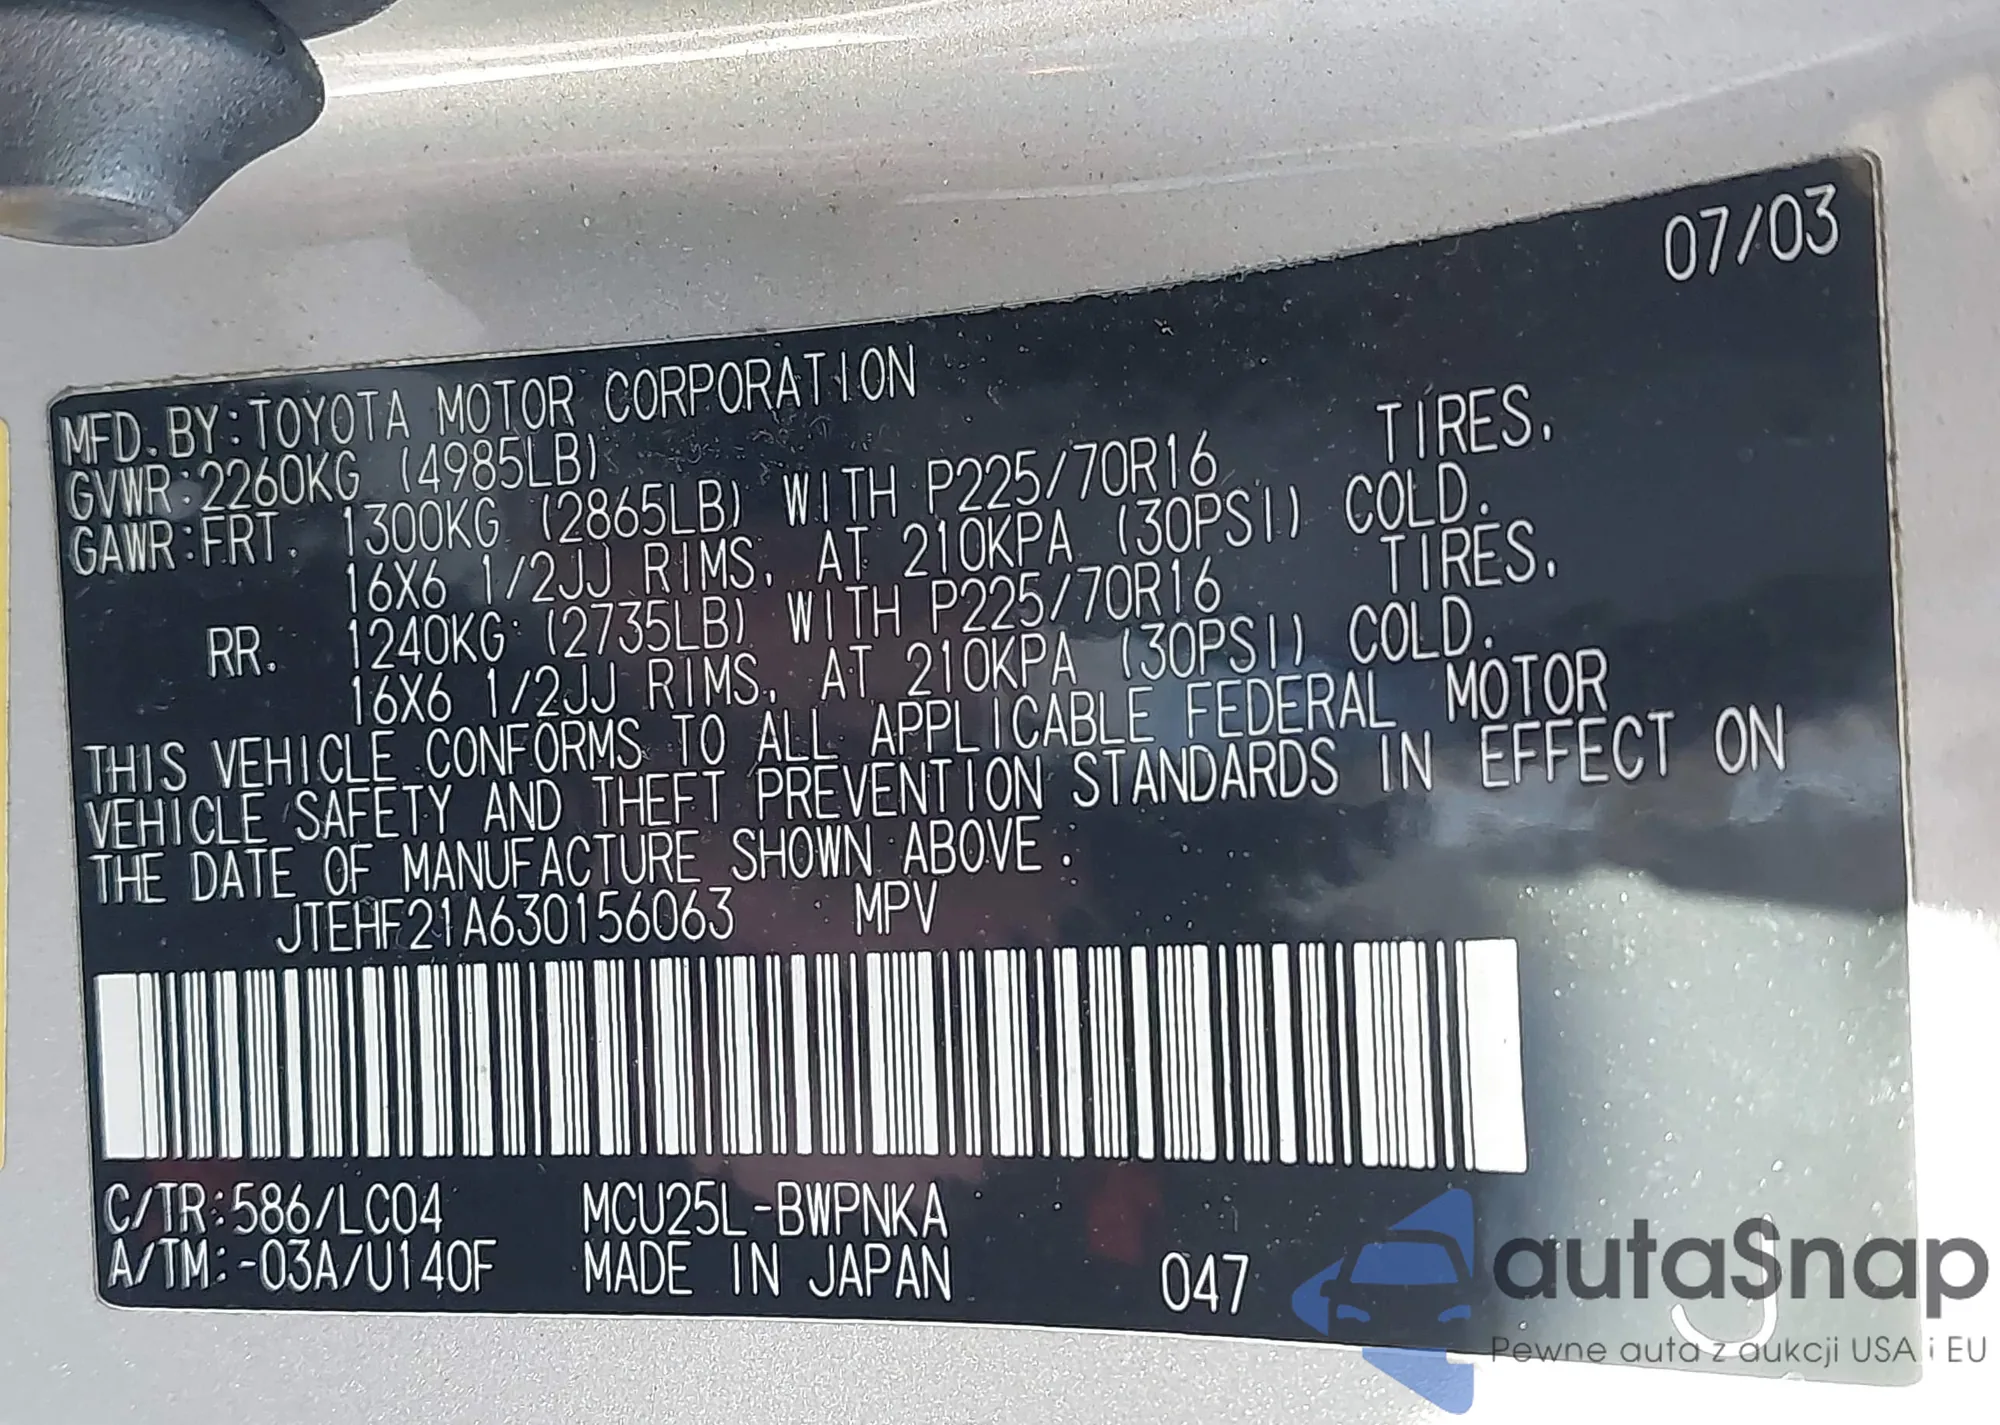 07/03
MFD. BY: TOYOTA MOTOR CORPORATION
GVWR: 2260KG (4985LB)
GAWR: FRT. 1300KG (2865LB) WITH P225/70R16 TIRES.
16X6 1/2JJ RIMS, AT 210KPA (30PSI) COLD.
RR. 1240KG (2735LB) WITH P225/70R16 TIRES.
16X6 1/2JJ RIMS, AT 210KPA (30PSI) COLD.
THIS VEHICLE CONFORMS TO ALL APPLICABLE FEDERAL MOTOR
VEHICLE SAFETY AND THEFT PREVENTION STANDARDS IN EFFECT ON
THE DATE OF MANUFACTURE SHOWN ABOVE.
JTEHF21A630156063 MPV
C/TR: 586/LC04 MCU25L-BWPNKA
A/TM: -03A/U140F MADE IN JAPAN 047
J
autaSnap
Pewne auta z aukcji USA i EU